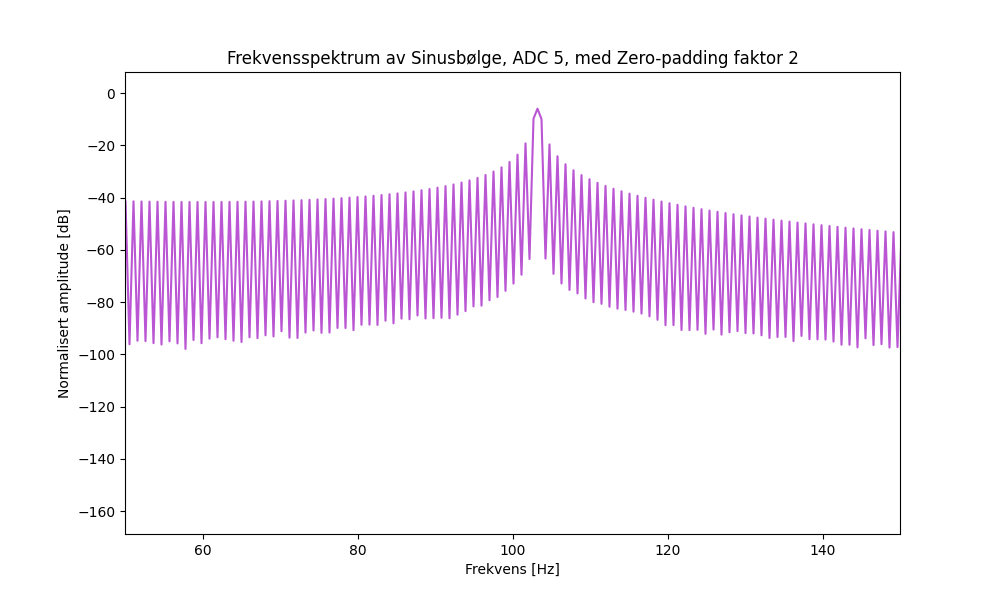 Frekvensspektrum av Sinusbølge, ADC 5, med Zero-padding faktor 2
0
−20
−40
−60
−80
−100
−120
−140
−160
Normalisert amplitude [dB]
60 80 100 120 140
Frekvens [Hz]